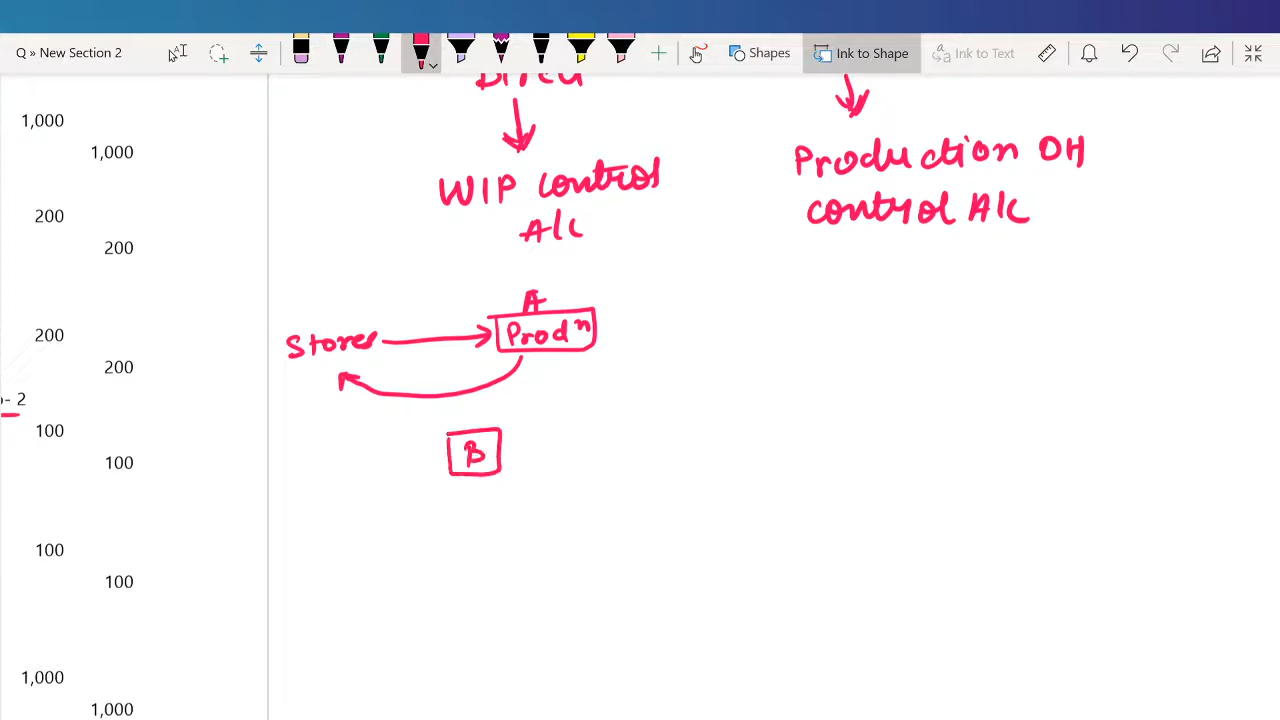 Q » New Section 2
Shapes
Ink to Shape
Ink to Text
1,000
1,000
200
200
200
200
- 2
100
100
100
100
1,000
1,000
Direct
WIP control
A/c
Production OH
control A/c
A
Stores
Prodⁿ
B